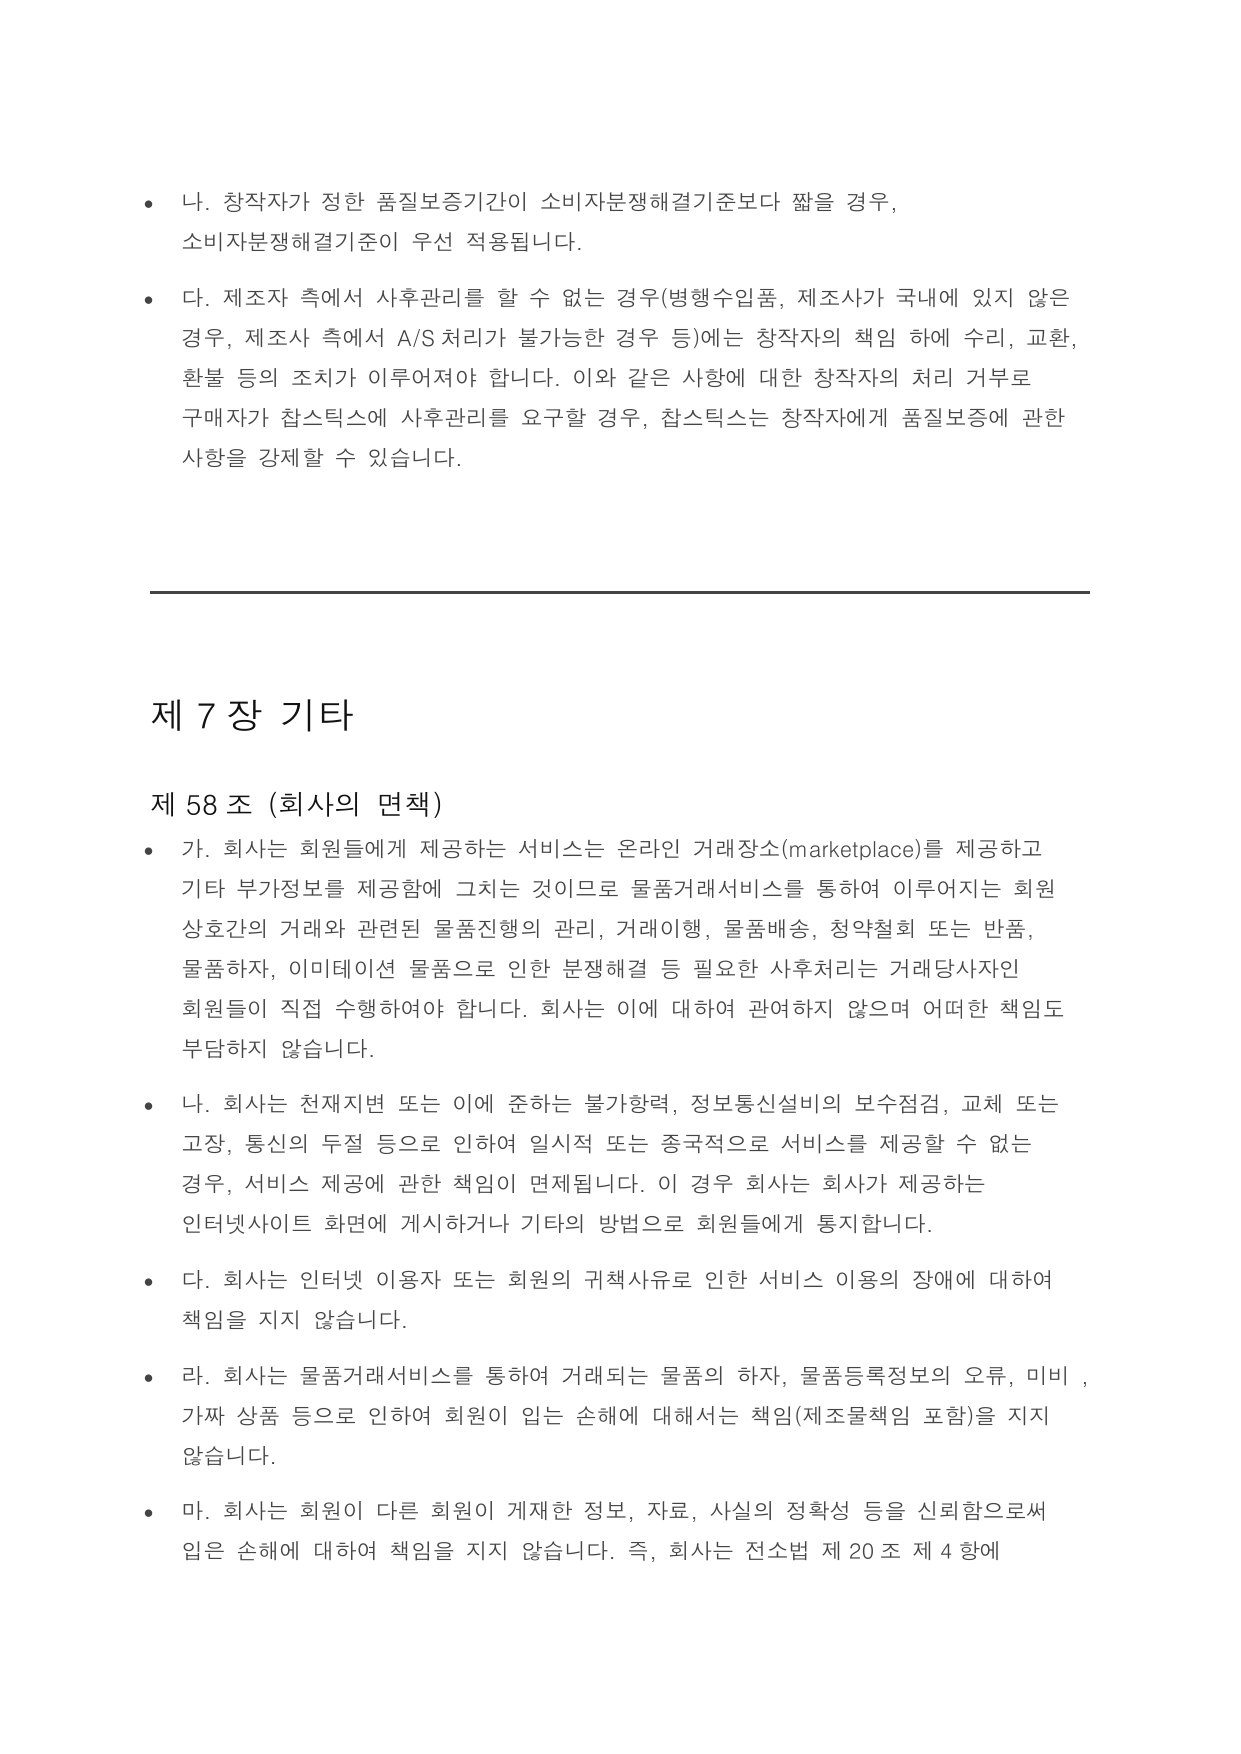 • 나. 창작자가 정한 품질보증기간이 소비자분쟁해결기준보다 짧을 경우,
소비자분쟁해결기준이 우선 적용됩니다.
• 다. 제조자 측에서 사후관리를 할 수 없는 경우(병행수입품, 제조사가 국내에 있지 않은
경우, 제조사 측에서 A/S 처리가 불가능한 경우 등)에는 창작자의 책임 하에 수리, 교환,
환불 등의 조치가 이루어져야 합니다. 이와 같은 사항에 대한 창작자의 처리 거부로
구매자가 찹스틱스에 사후관리를 요구할 경우, 찹스틱스는 창작자에게 품질보증에 관한
사항을 강제할 수 있습니다.
제 7 장 기타
제 58 조 (회사의 면책)
• 가. 회사는 회원들에게 제공하는 서비스는 온라인 거래장소(marketplace)를 제공하고
기타 부가정보를 제공함에 그치는 것이므로 물품거래서비스를 통하여 이루어지는 회원
상호간의 거래와 관련된 물품진행의 관리, 거래이행, 물품배송, 청약철회 또는 반품,
물품하자, 이미테이션 물품으로 인한 분쟁해결 등 필요한 사후처리는 거래당사자인
회원들이 직접 수행하여야 합니다. 회사는 이에 대하여 관여하지 않으며 어떠한 책임도
부담하지 않습니다.
• 나. 회사는 천재지변 또는 이에 준하는 불가항력, 정보통신설비의 보수점검, 교체 또는
고장, 통신의 두절 등으로 인하여 일시적 또는 종국적으로 서비스를 제공할 수 없는
경우, 서비스 제공에 관한 책임이 면제됩니다. 이 경우 회사는 회사가 제공하는
인터넷사이트 화면에 게시하거나 기타의 방법으로 회원들에게 통지합니다.
• 다. 회사는 인터넷 이용자 또는 회원의 귀책사유로 인한 서비스 이용의 장애에 대하여
책임을 지지 않습니다.
• 라. 회사는 물품거래서비스를 통하여 거래되는 물품의 하자, 물품등록정보의 오류, 미비 ,
가짜 상품 등으로 인하여 회원이 입는 손해에 대해서는 책임(제조물책임 포함)을 지지
않습니다.
• 마. 회사는 회원이 다른 회원이 게재한 정보, 자료, 사실의 정확성 등을 신뢰함으로써
입은 손해에 대하여 책임을 지지 않습니다. 즉, 회사는 전소법 제 20 조 제 4 항에